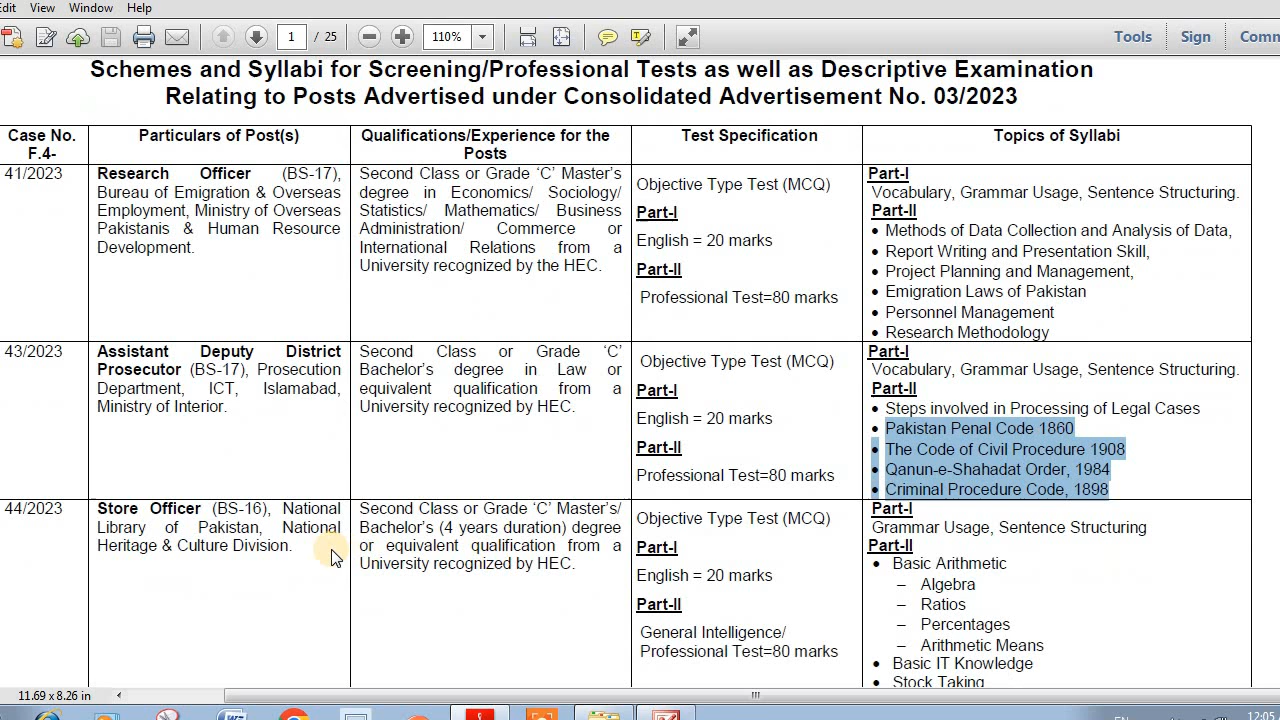 Edit View Window Help
1 / 25 110% Tools Sign Comm
Schemes and Syllabi for Screening/Professional Tests as well as Descriptive Examination
Relating to Posts Advertised under Consolidated Advertisement No. 03/2023
Case No. F.4-
Particulars of Post(s)
Qualifications/Experience for the
Posts
Test Specification
Topics of Syllabi
41/2023
Research Officer (BS-17),
Bureau of Emigration & Overseas
Employment, Ministry of Overseas
Pakistanis & Human Resource
Development.
Second Class or Grade ‘C’ Master’s
degree in Economics/ Sociology/
Statistics/ Mathematics/ Business
Administration/ Commerce or
International Relations from a
University recognized by the HEC.
Objective Type Test (MCQ)
Part-I
English = 20 marks
Part-II
Professional Test=80 marks
Part-I
Vocabulary, Grammar Usage, Sentence Structuring.
Part-II
• Methods of Data Collection and Analysis of Data,
• Report Writing and Presentation Skill,
• Project Planning and Management,
• Emigration Laws of Pakistan
• Personnel Management
• Research Methodology
43/2023
Assistant Deputy District
Prosecutor (BS-17), Prosecution
Department, ICT, Islamabad,
Ministry of Interior.
Second Class or Grade ‘C’
Bachelor’s degree in Law or
equivalent qualification from a
University recognized by HEC.
Objective Type Test (MCQ)
Part-I
English = 20 marks
Part-II
Professional Test=80 marks
Part-I
Vocabulary, Grammar Usage, Sentence Structuring.
Part-II
• Steps involved in Processing of Legal Cases
• Pakistan Penal Code 1860
• The Code of Civil Procedure 1908
• Qanun-e-Shahadat Order, 1984
• Criminal Procedure Code, 1898
44/2023
Store Officer (BS-16), National
Library of Pakistan, National
Heritage & Culture Division.
Second Class or Grade ‘C’ Master’s/
Bachelor’s (4 years duration) degree
or equivalent qualification from a
University recognized by HEC.
Objective Type Test (MCQ)
Part-I
English = 20 marks
Part-II
General Intelligence/
Professional Test=80 marks
Part-I
Grammar Usage, Sentence Structuring
Part-II
• Basic Arithmetic
– Algebra
– Ratios
– Percentages
– Arithmetic Means
• Basic IT Knowledge
• Stock Taking
11.69 x 8.26 in
12:05